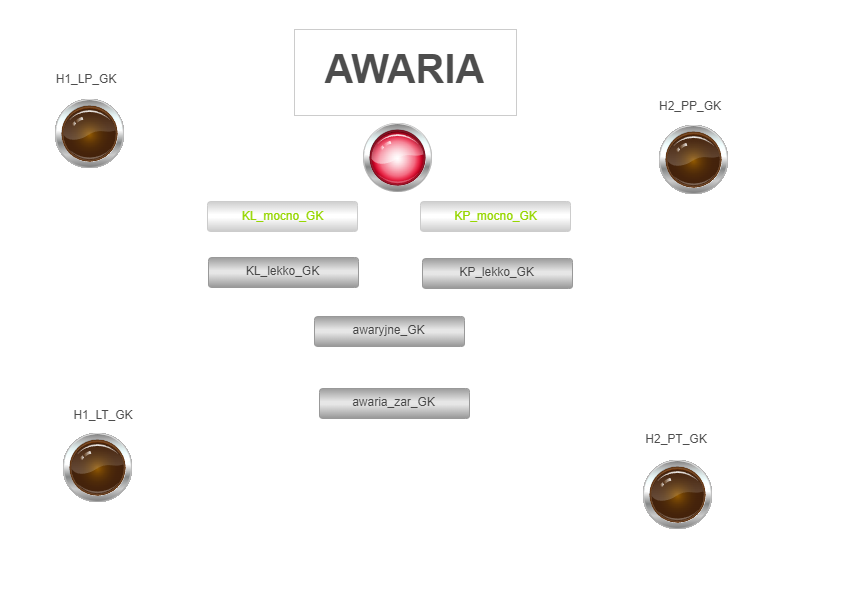 AWARIA
H1_LP_GK
H2_PP_GK
KL_mocno_GK
KP_mocno_GK
KL_lekko_GK
KP_lekko_GK
awaryjne_GK
awaria_zar_GK
H1_LT_GK
H2_PT_GK